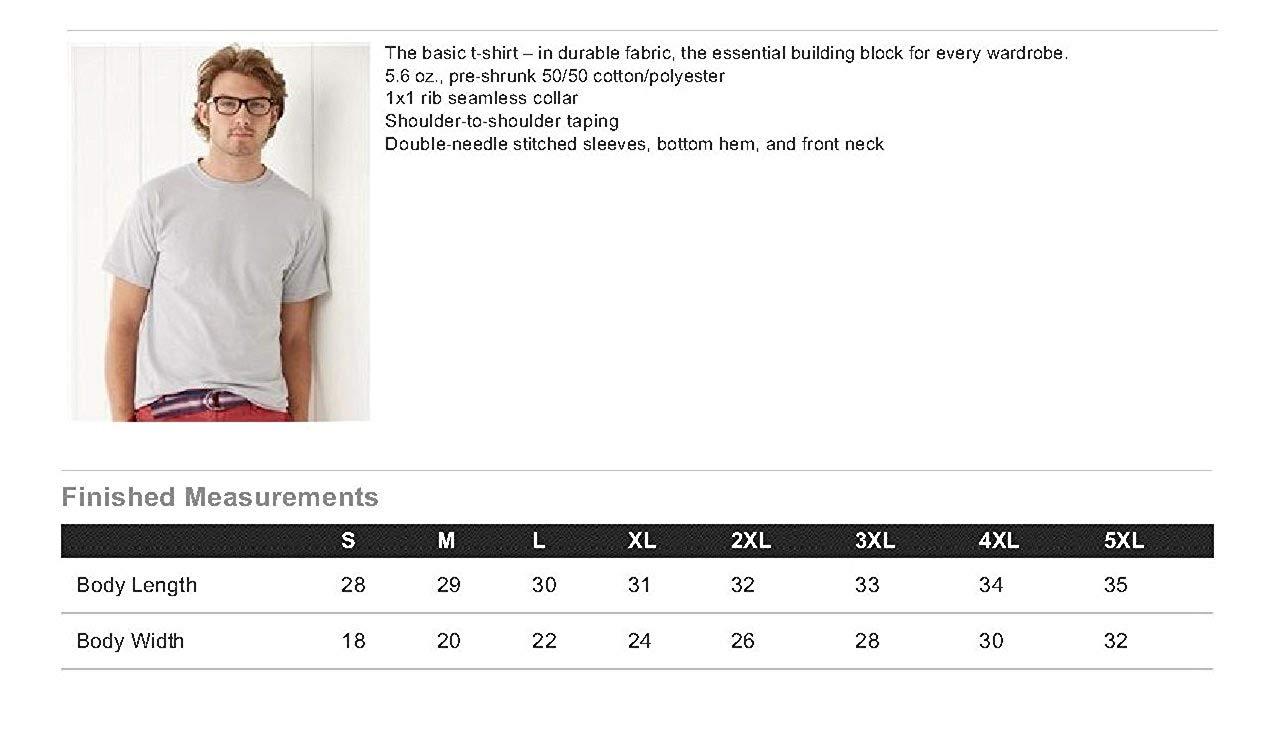 The basic t-shirt – in durable fabric, the essential building block for every wardrobe.
5.6 oz., pre-shrunk 50/50 cotton/polyester
1x1 rib seamless collar
Shoulder-to-shoulder taping
Double-needle stitched sleeves, bottom hem, and front neck
Finished Measurements
S M L XL 2XL 3XL 4XL 5XL
Body Length 28 29 30 31 32 33 34 35
Body Width 18 20 22 24 26 28 30 32